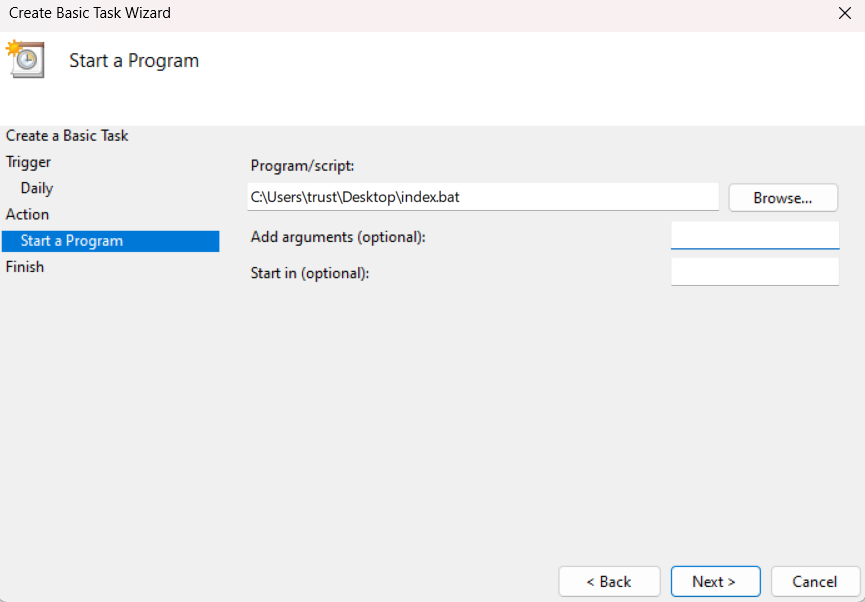 Create Basic Task Wizard
Start a Program
Create a Basic Task
Trigger
Daily
Action
Start a Program
Finish
Program/script:
C:\Users\trust\Desktop\index.bat
Browse...
Add arguments (optional):
Start in (optional):
< Back
Next >
Cancel